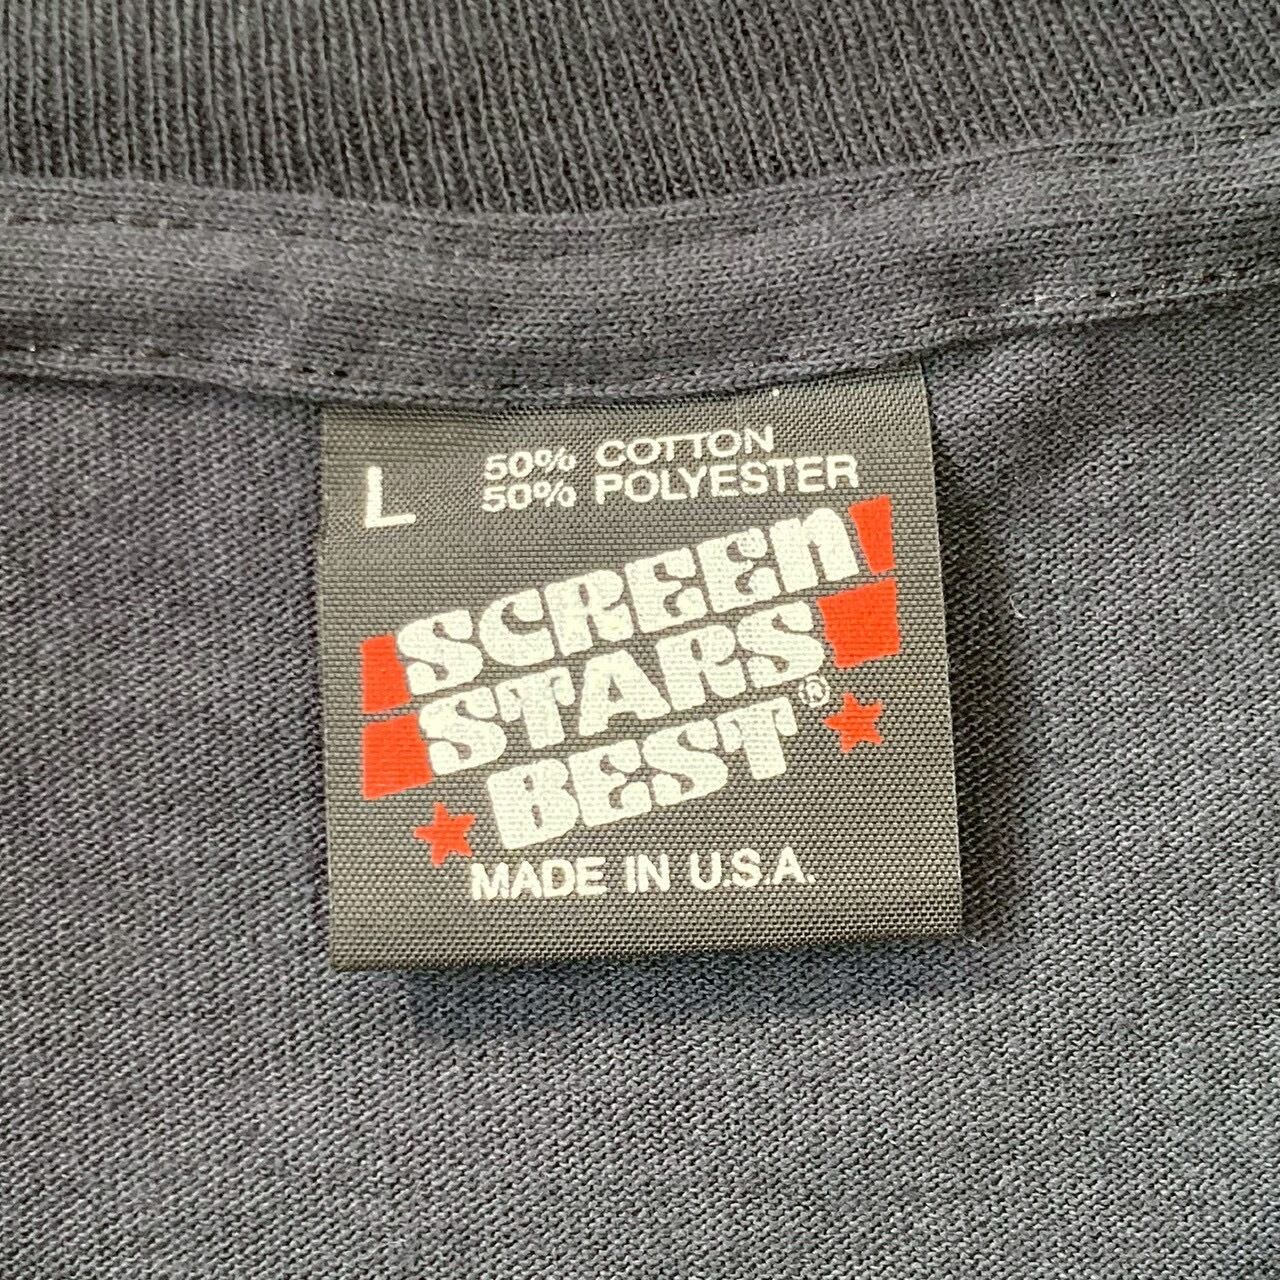 L
50% COTTON
50% POLYESTER
SCREEN
STARS®
BEST
MADE IN U.S.A.